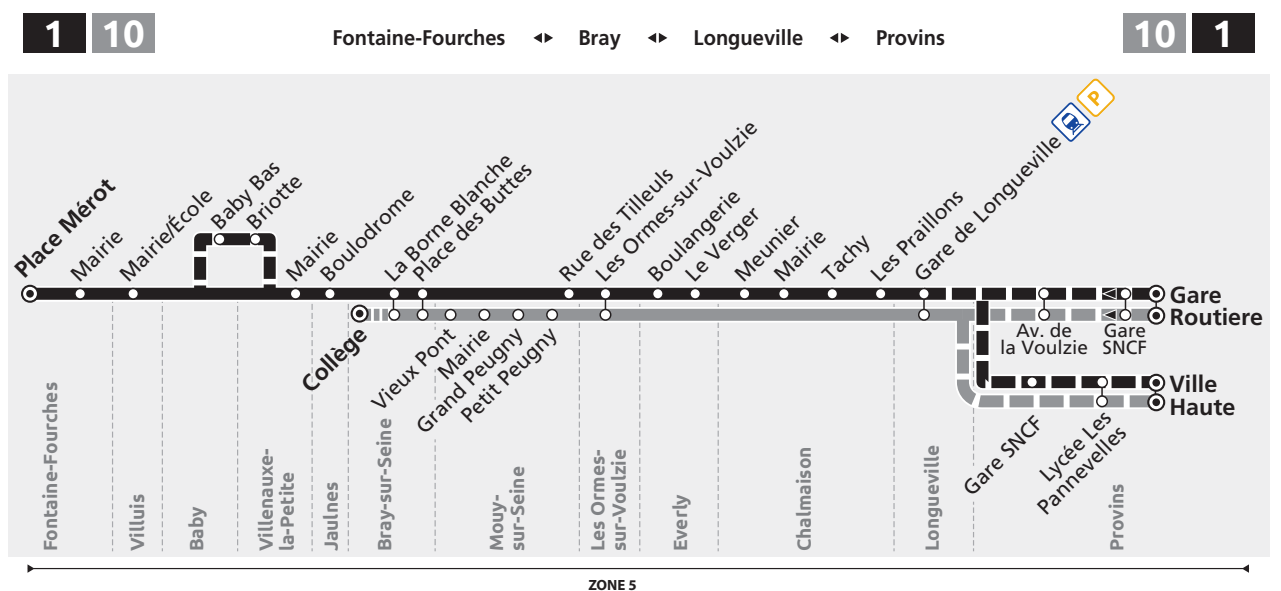 1 10
Fontaine-Fourches Bray Longueville Provins
10 1
P
Place Mérot
Mairie
Mairie/École
Baby Bas
Briotte
Mairie
Boulodrome
La Borne Blanche
Place des Buttes
Rue des Tilleuls
Les Ormes-sur-Voulzie
Boulangerie
Le Verger
Meunier
Mairie
Tachy
Les Praillons
Gare de Longueville
Gare
Routiere
Collège
Vieux Pont
Mairie
Grand Peugny
Petit Peugny
Av. de
la Voulzie
Gare
SNCF
Ville
Haute
Gare SNCF
Lycée Les
Pannevelles
Fontaine-Fourches
Villuis
Baby
Villenauxe-
la-Petite
Jaulnes
Bray-sur-Seine
Mouy-
sur-Seine
Les Ormes-
sur-Voulzie
Everly
Chalmaison
Longueville
Provins
ZONE 5